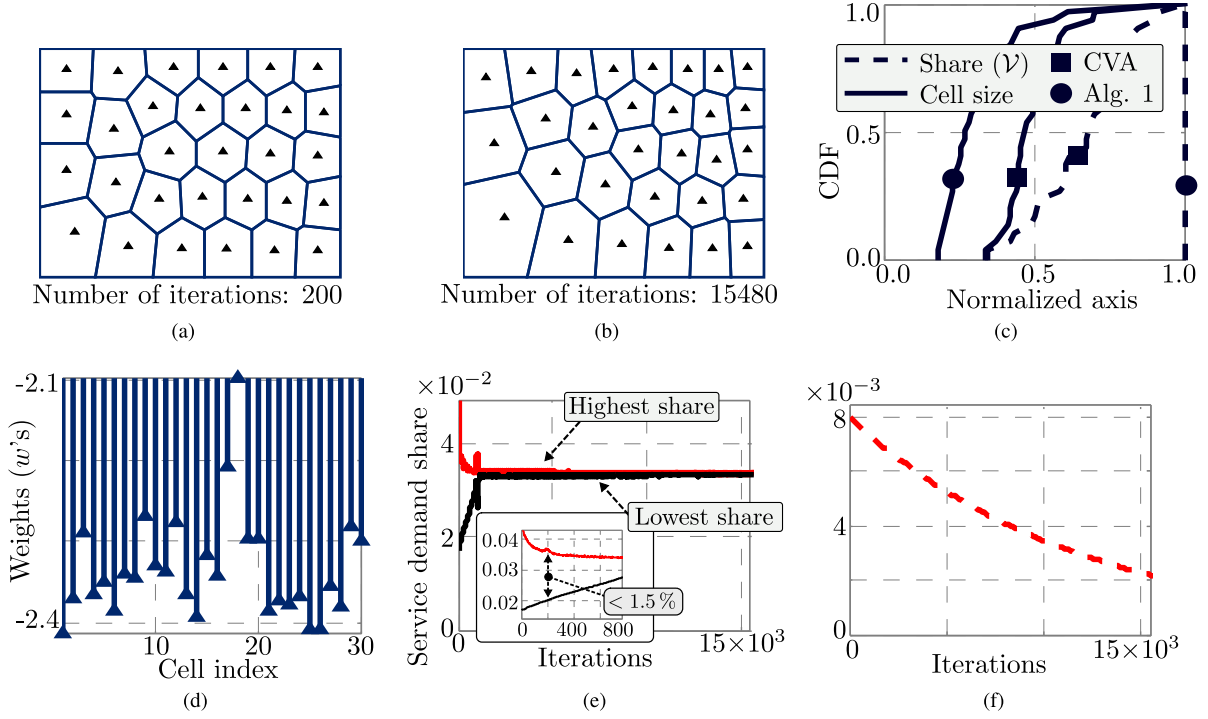 Number of iterations: 200
(a)
Number of iterations: 15480
(b)
1.0
Share (𝒱)
CVA
Cell size
Alg. 1
0.5
CDF
0.0
0.0
0.5
1.0
Normalized axis
(c)
-2.1
Weights (w's)
-2.4
10
20
30
Cell index
(d)
×10⁻²
Highest share
4
Service demand share
2
Lowest share
0.04
0.03
0.02
< 1.5 %
0
400
800
0
0
15×10³
Iterations
(e)
×10⁻³
8
4
0
0
15×10³
Iterations
(f)